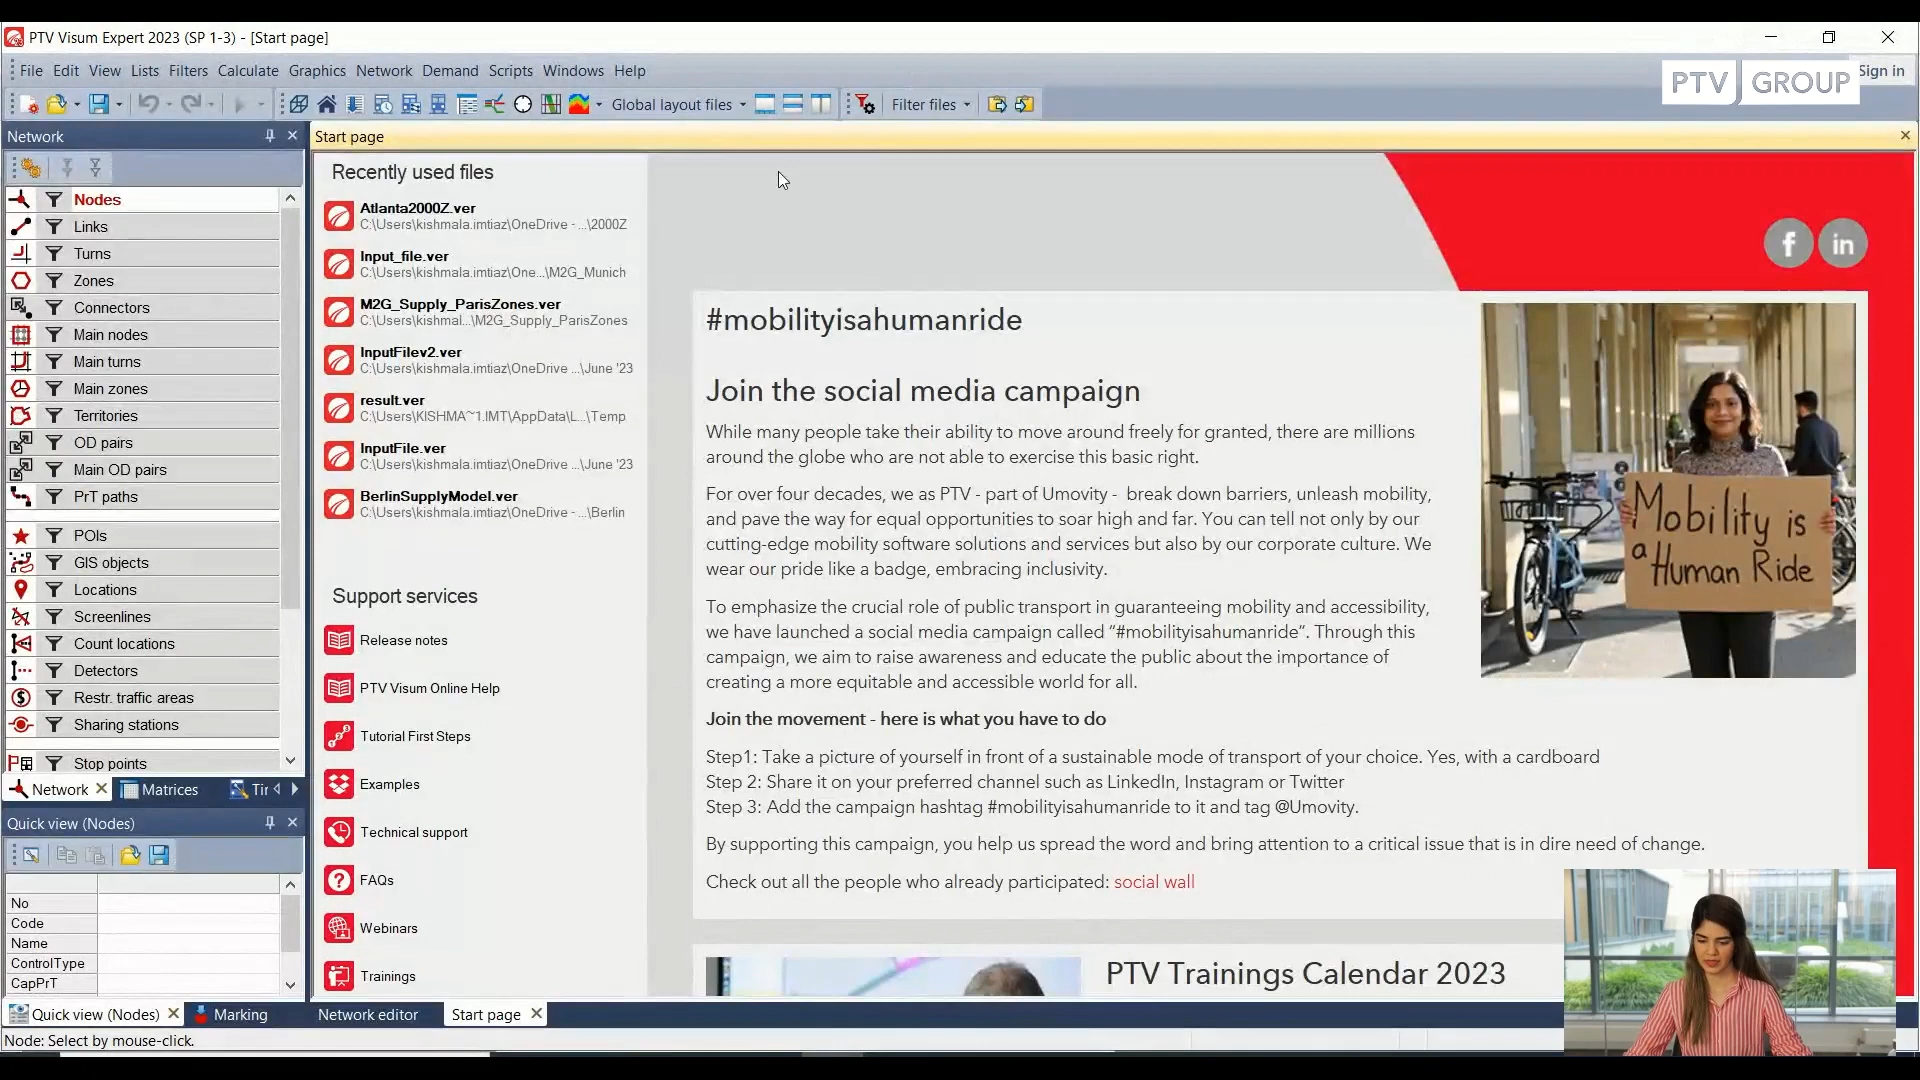 PTV Visum Expert 2023 (SP 1-3) - [Start page]
File Edit View Lists Filters Calculate Graphics Network Demand Scripts Windows Help
Sign in
PTV GROUP
Global layout files
Filter files
Network
Start page
Nodes
Links
Turns
Zones
Connectors
Main nodes
Main turns
Main zones
Territories
OD pairs
Main OD pairs
PrT paths
POIs
GIS objects
Locations
Screenlines
Count locations
Detectors
Restr. traffic areas
Sharing stations
Stop points
Network Matrices Tir
Quick view (Nodes)
No
Code
Name
ControlType
CapPrT
Quick view (Nodes) Marking
Recently used files
Atlanta2000Z.ver
C:\Users\kishmala.imtiaz\OneDrive - ...\2000Z
Input_file.ver
C:\Users\kishmala.imtiaz\One...\M2G_Munich
M2G_Supply_ParisZones.ver
C:\Users\kishmal...\M2G_Supply_ParisZones
InputFilev2.ver
C:\Users\kishmala.imtiaz\OneDrive ...\June '23
result.ver
C:\Users\KISHMA~1.IMT\AppData\L...\Temp
InputFile.ver
C:\Users\kishmala.imtiaz\OneDrive ...\June '23
BerlinSupplyModel.ver
C:\Users\kishmala.imtiaz\OneDrive - ...\Berlin
Support services
Release notes
PTV Visum Online Help
Tutorial First Steps
Examples
Technical support
FAQs
Webinars
Trainings
f in
#mobilityisahumanride
Join the social media campaign
While many people take their ability to move around freely for granted, there are millions
around the globe who are not able to exercise this basic right.
For over four decades, we as PTV - part of Umovity - break down barriers, unleash mobility,
and pave the way for equal opportunities to soar high and far. You can tell not only by our
cutting-edge mobility software solutions and services but also by our corporate culture. We
wear our pride like a badge, embracing inclusivity.
To emphasize the crucial role of public transport in guaranteeing mobility and accessibility,
we have launched a social media campaign called “#mobilityisahumanride”. Through this
campaign, we aim to raise awareness and educate the public about the importance of
creating a more equitable and accessible world for all.
Join the movement - here is what you have to do
Step1: Take a picture of yourself in front of a sustainable mode of transport of your choice. Yes, with a cardboard
Step 2: Share it on your preferred channel such as LinkedIn, Instagram or Twitter
Step 3: Add the campaign hashtag #mobilityisahumanride to it and tag @Umovity.
By supporting this campaign, you help us spread the word and bring attention to a critical issue that is in dire need of change.
Check out all the people who already participated: social wall
Mobility is
a Human Ride
PTV Trainings Calendar 2023
Network editor Start page
Node: Select by mouse-click.